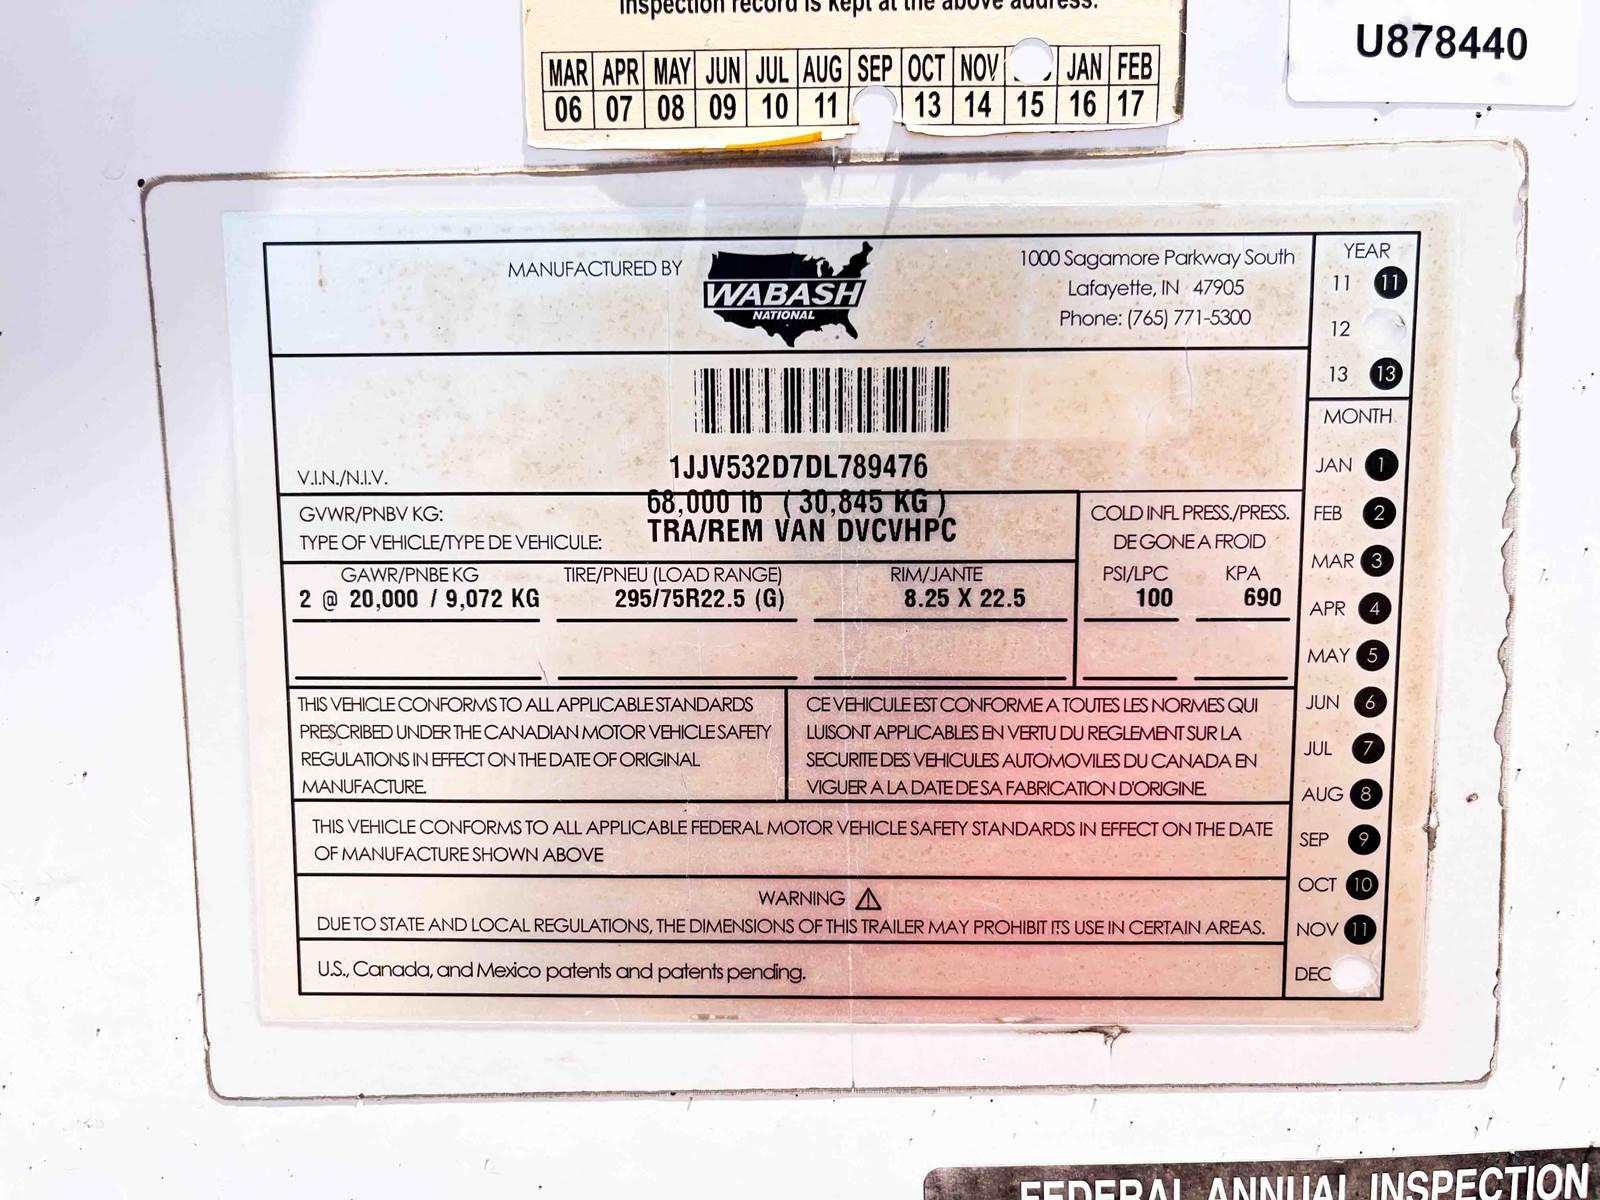 Inspection record is kept at the above address.
MAR APR MAY JUN JUL AUG SEP OCT NOV JAN FEB
06 07 08 09 10 11 13 14 15 16 17
U878440
MANUFACTURED BY
WABASH
NATIONAL
1000 Sagamore Parkway South
Lafayette, IN 47905
Phone: (765) 771-5300
YEAR
11 11
12
13 13
MONTH
JAN 1
FEB 2
MAR 3
APR 4
MAY 5
JUN 6
JUL 7
AUG 8
SEP 9
OCT 10
NOV 11
DEC
V.I.N./N.I.V. 1JJV532D7DL789476
GVWR/PNBV KG: 68,000 lb (30,845 KG)
TYPE OF VEHICLE/TYPE DE VEHICULE: TRA/REM VAN DVCVHPC
COLD INFL PRESS./PRESS.
DE GONE A FROID
GAWR/PNBE KG TIRE/PNEU (LOAD RANGE) RIM/JANTE PSI/LPC KPA
2 @ 20,000 / 9,072 KG 295/75R22.5 (G) 8.25 X 22.5 100 690
THIS VEHICLE CONFORMS TO ALL APPLICABLE STANDARDS
PRESCRIBED UNDER THE CANADIAN MOTOR VEHICLE SAFETY
REGULATIONS IN EFFECT ON THE DATE OF ORIGINAL
MANUFACTURE.
CE VEHICULE EST CONFORME A TOUTES LES NORMES QUI
LUISONT APPLICABLES EN VERTU DU REGLEMENT SUR LA
SECURITE DES VEHICULES AUTOMOVILES DU CANADA EN
VIGUER A LA DATE DE SA FABRICATION D'ORIGINE.
THIS VEHICLE CONFORMS TO ALL APPLICABLE FEDERAL MOTOR VEHICLE SAFETY STANDARDS IN EFFECT ON THE DATE
OF MANUFACTURE SHOWN ABOVE
WARNING
DUE TO STATE AND LOCAL REGULATIONS, THE DIMENSIONS OF THIS TRAILER MAY PROHIBIT ITS USE IN CERTAIN AREAS.
U.S., Canada, and Mexico patents and patents pending.
FEDERAL ANNUAL INSPECTION